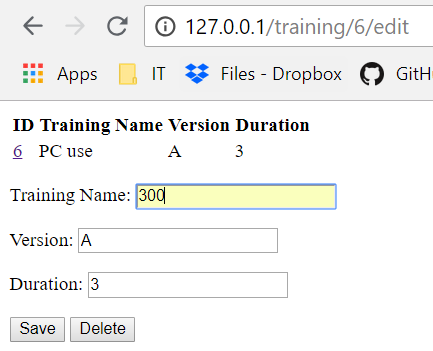 127.0.0.1/training/6/edit
Apps IT Files - Dropbox GitH
ID Training Name Version Duration
6 PC use A 3
Training Name: 300
Version: A
Duration: 3
Save Delete